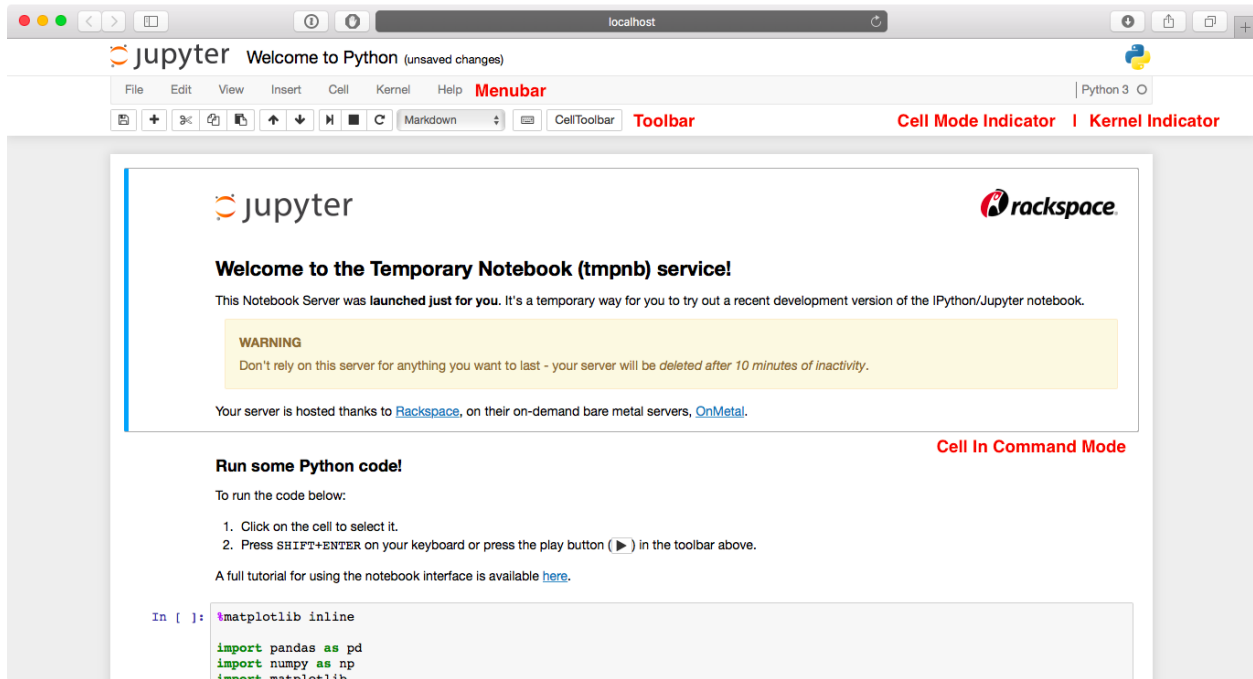 localhost
jupyter Welcome to Python (unsaved changes)
File Edit View Insert Cell Kernel Help Menubar Python 3
Markdown CellToolbar Toolbar Cell Mode Indicator | Kernel Indicator
jupyter rackspace.
Welcome to the Temporary Notebook (tmpnb) service!
This Notebook Server was launched just for you. It's a temporary way for you to try out a recent development version of the IPython/Jupyter notebook.
WARNING
Don't rely on this server for anything you want to last - your server will be deleted after 10 minutes of inactivity.
Your server is hosted thanks to Rackspace, on their on-demand bare metal servers, OnMetal.
Cell In Command Mode
Run some Python code!
To run the code below:
1. Click on the cell to select it.
2. Press SHIFT+ENTER on your keyboard or press the play button (▶) in the toolbar above.
A full tutorial for using the notebook interface is available here.
In [ ]: %matplotlib inline
import pandas as pd
import numpy as np
import matplotlib